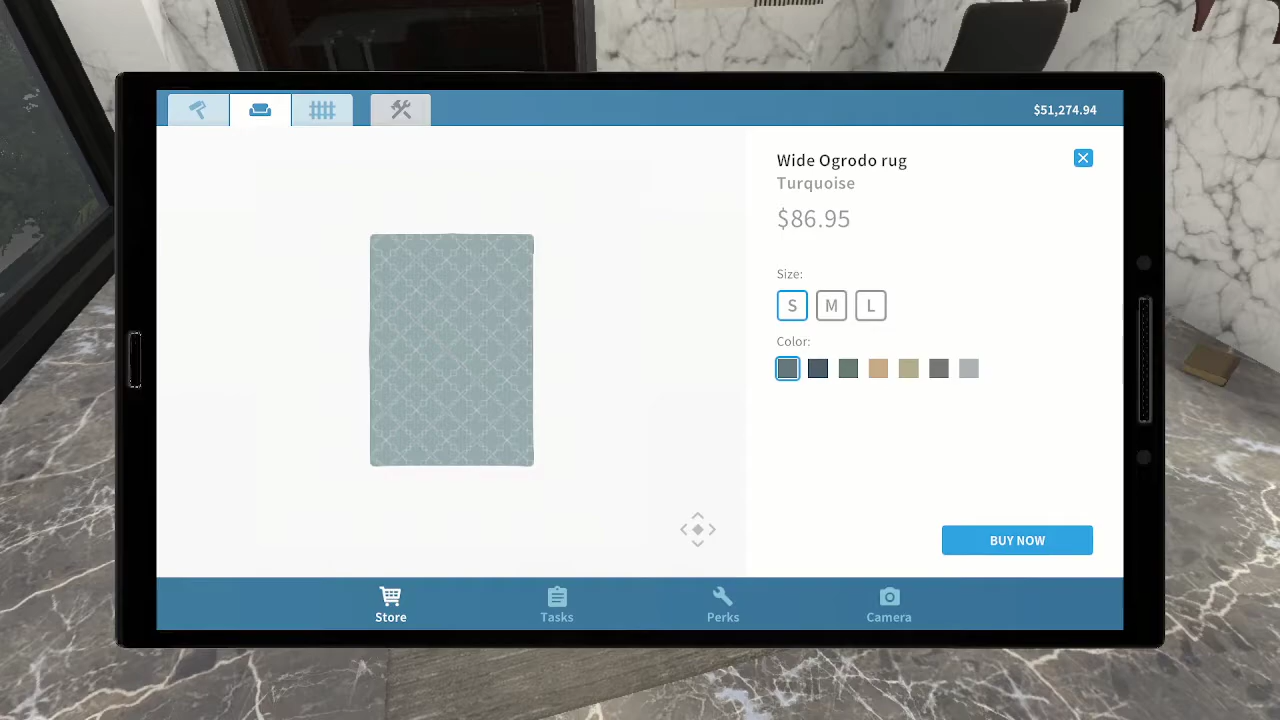 $51,274.94
Wide Ogrodo rug
Turquoise
$86.95
Size:
S M L
Color:
BUY NOW
Store Tasks Perks Camera